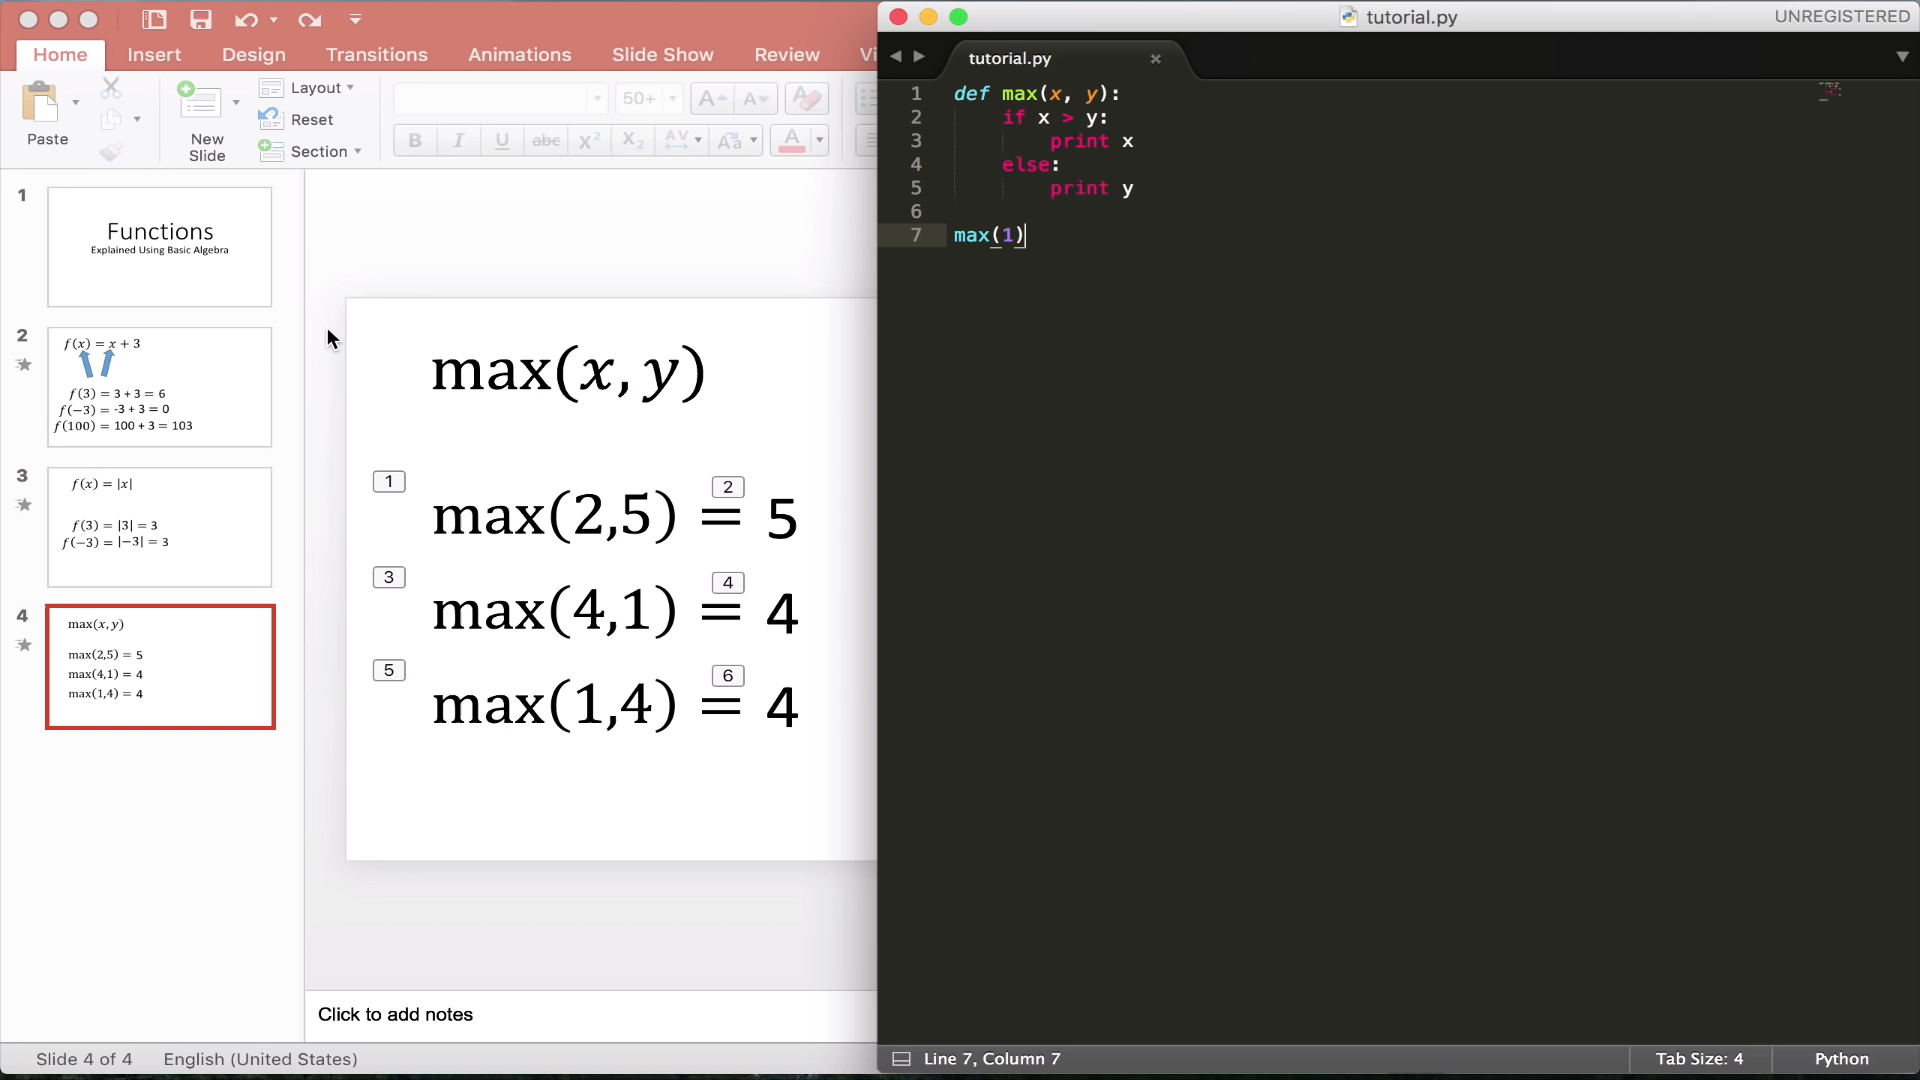 tutorial.py
UNREGISTERED
Home Insert Design Transitions Animations Slide Show Review Vi
tutorial.py
Paste
New
Slide
Layout
Reset
Section
50+
A A
B I U abc X² X₂ AV Aa A
1
Functions
Explained Using Basic Algebra
2
f(x) = x + 3
f(3) = 3 + 3 = 6
f(−3) = -3 + 3 = 0
f(100) = 100 + 3 = 103
3
f(x) = |x|
f(3) = |3| = 3
f(−3) = |−3| = 3
4
max(x, y)
max(2,5) = 5
max(4,1) = 4
max(1,4) = 4
max(x, y)
1 2
max(2,5) = 5
3 4
max(4,1) = 4
5 6
max(1,4) = 4
Click to add notes
Slide 4 of 4 English (United States)
1 def max(x, y):
2 if x > y:
3 print x
4 else:
5 print y
6
7 max(1)
Line 7, Column 7
Tab Size: 4
Python